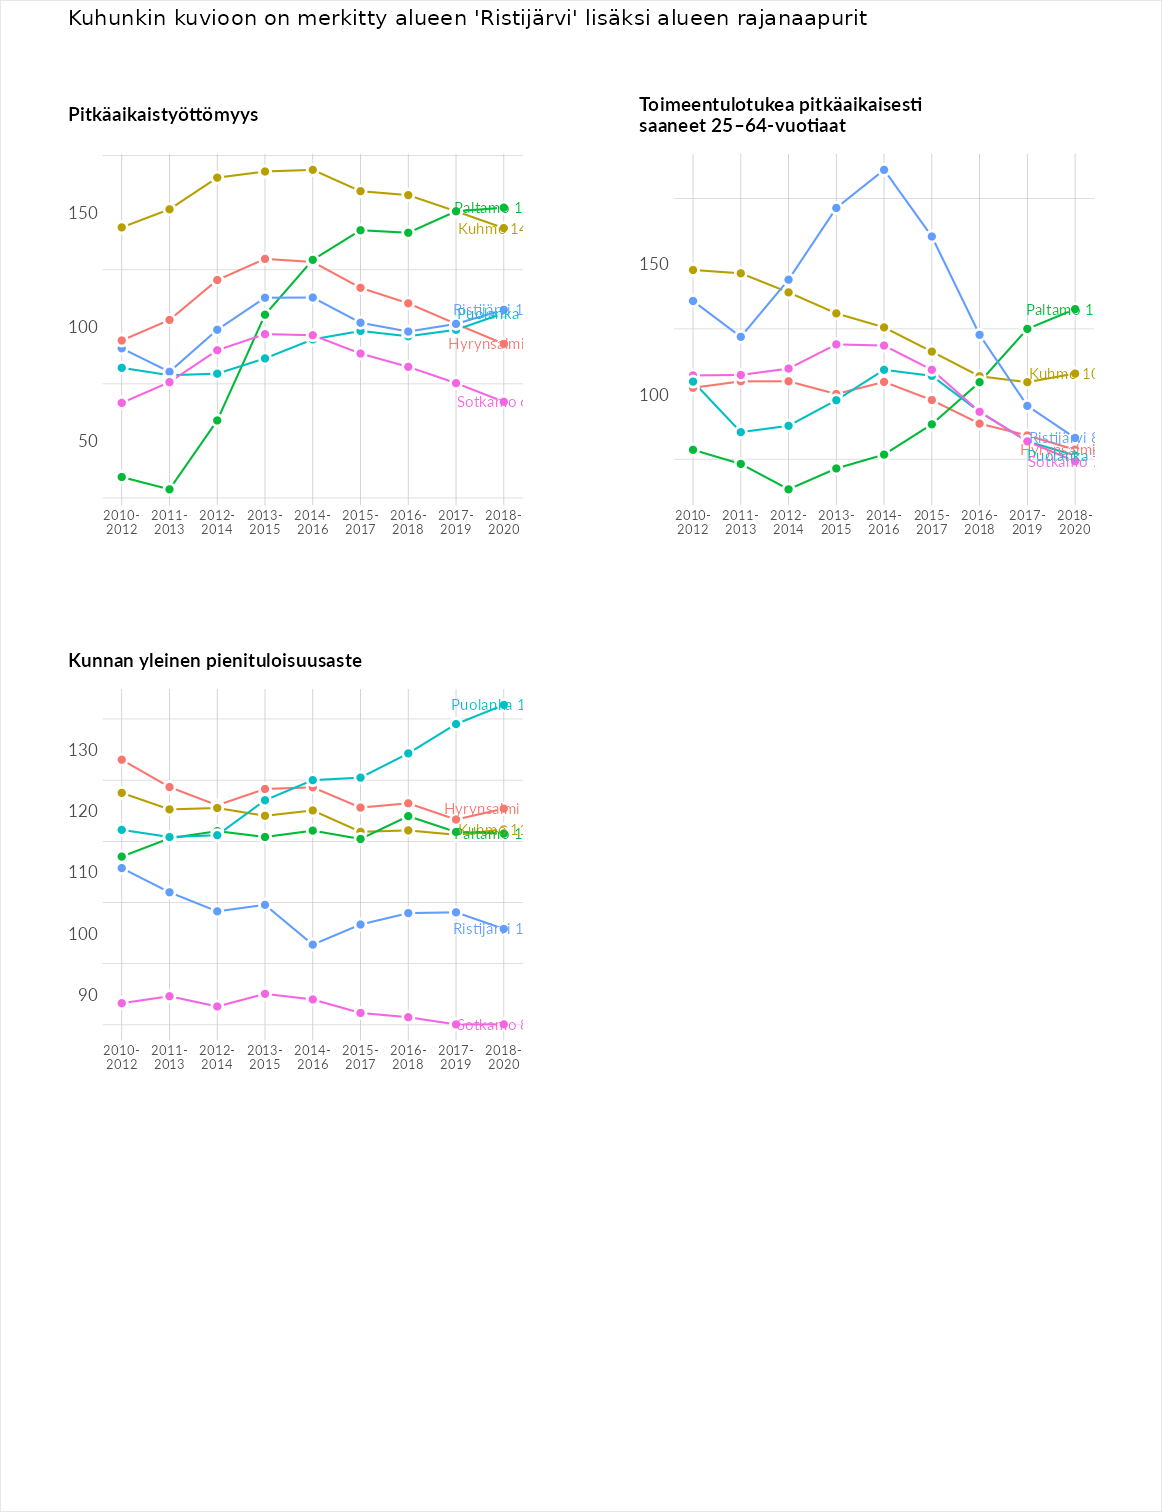 Kuhunkin kuvioon on merkitty alueen 'Ristijärvi' lisäksi alueen rajanaapurit
Pitkäaikaistyöttömyys
150
100
50
Paltamo 1
Kuhmo 14
Ristijärvi 1
Puolanka
Hyrynsalmi
Sotkamo
2010-2012 2011-2013 2012-2014 2013-2015 2014-2016 2015-2017 2016-2018 2017-2019 2018-2020
Toimeentulotukea pitkäaikaisesti
saaneet 25–64-vuotiaat
150
100
Paltamo 1
Kuhmo 10
Ristijärvi 8
Hyrynsalmi
Puolanka
Sotkamo
2010-2012 2011-2013 2012-2014 2013-2015 2014-2016 2015-2017 2016-2018 2017-2019 2018-2020
Kunnan yleinen pienituloisuusaste
130
120
110
100
90
Puolanka 1
Hyrynsalmi
Kuhmo 1
Paltamo 1
Ristijärvi 1
Sotkamo 8
2010-2012 2011-2013 2012-2014 2013-2015 2014-2016 2015-2017 2016-2018 2017-2019 2018-2020